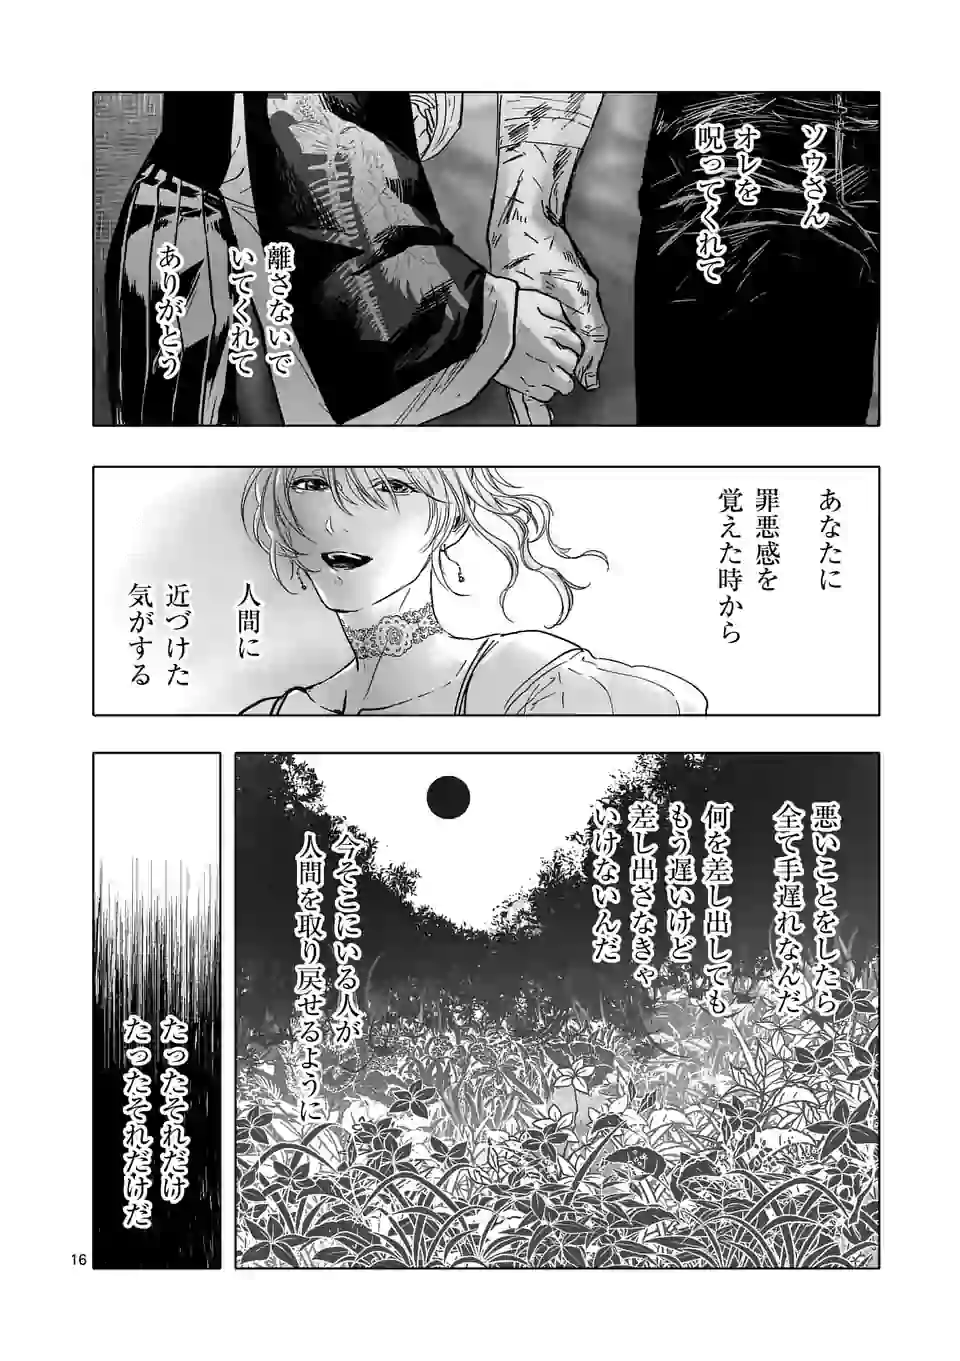 ソウさん
オレを
呪ってくれて
離さないで
いてくれて
ありがとう
あなたに
罪悪感を
覚えた時から
人間に
近づけた
気がする
悪いことをしたら
全て手遅れなんだ
何を差し出しても
もう遅いけど
差し出さなきゃ
いけないんだ
今そこにいる人が
人間を取り戻せるように
たったそれだけ
たったそれだけだ
16